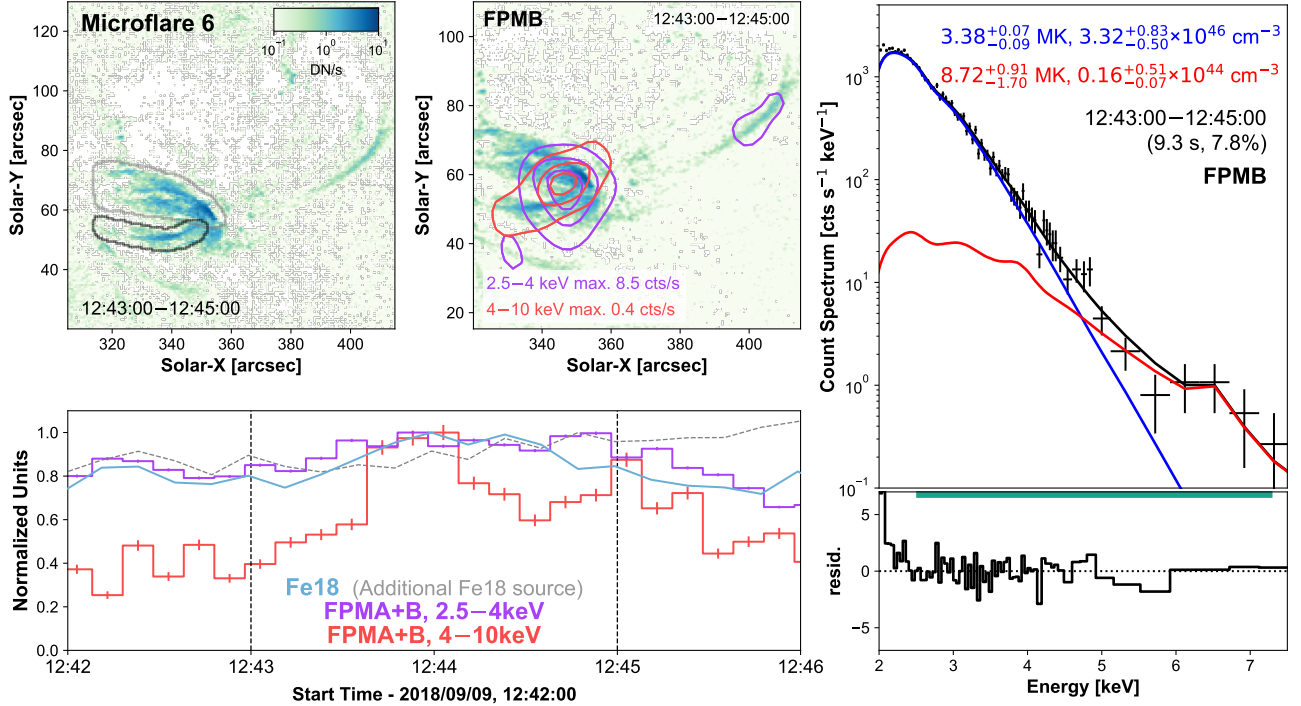 Microflare 6
10⁻¹ 10⁰ 10¹
DN/s
12:43:00−12:45:00
120
100
80
60
40
Solar-Y [arcsec]
320 340 360 380 400
Solar-X [arcsec]
FPMB
12:43:00−12:45:00
2.5−4 keV max. 8.5 cts/s
4−10 keV max. 0.4 cts/s
100
80
60
40
20
Solar-Y [arcsec]
340 360 380 400
Solar-X [arcsec]
3.38+0.07−0.09 MK, 3.32+0.83−0.50×10⁴⁶ cm⁻³
8.72+0.91−1.70 MK, 0.16+0.51−0.07×10⁴⁴ cm⁻³
12:43:00−12:45:00
(9.3 s, 7.8%)
FPMB
10³
10²
10¹
10⁰
10⁻¹
Count Spectrum [cts s⁻¹ keV⁻¹]
5
0
−5
resid.
2 3 4 5 6 7
Energy [keV]
1.0
0.8
0.6
0.4
0.2
0.0
Normalized Units
Fe18 (Additional Fe18 source)
FPMA+B, 2.5−4keV
FPMA+B, 4−10keV
12:42 12:43 12:44 12:45 12:46
Start Time - 2018/09/09, 12:42:00